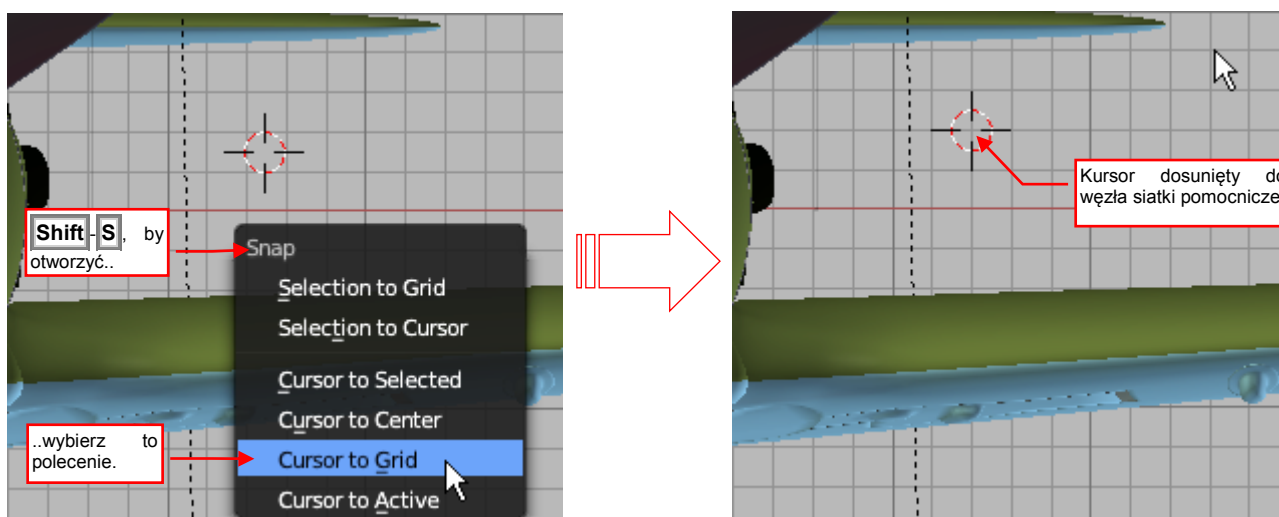 Shift-S, by
otworzyć..
Snap
Selection to Grid
Selection to Cursor
Cursor to Selected
Cursor to Center
Cursor to Grid
Cursor to Active
..wybierz to
polecenie.
Kursor dosunięty do
węzła siatki pomocnicze